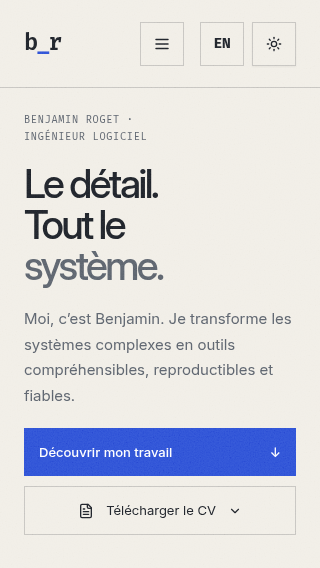 b_r
EN
BENJAMIN ROGET ·
INGÉNIEUR LOGICIEL
Le détail.
Tout le
système.
Moi, c’est Benjamin. Je transforme les
systèmes complexes en outils
compréhensibles, reproductibles et
fiables.
Découvrir mon travail
Télécharger le CV